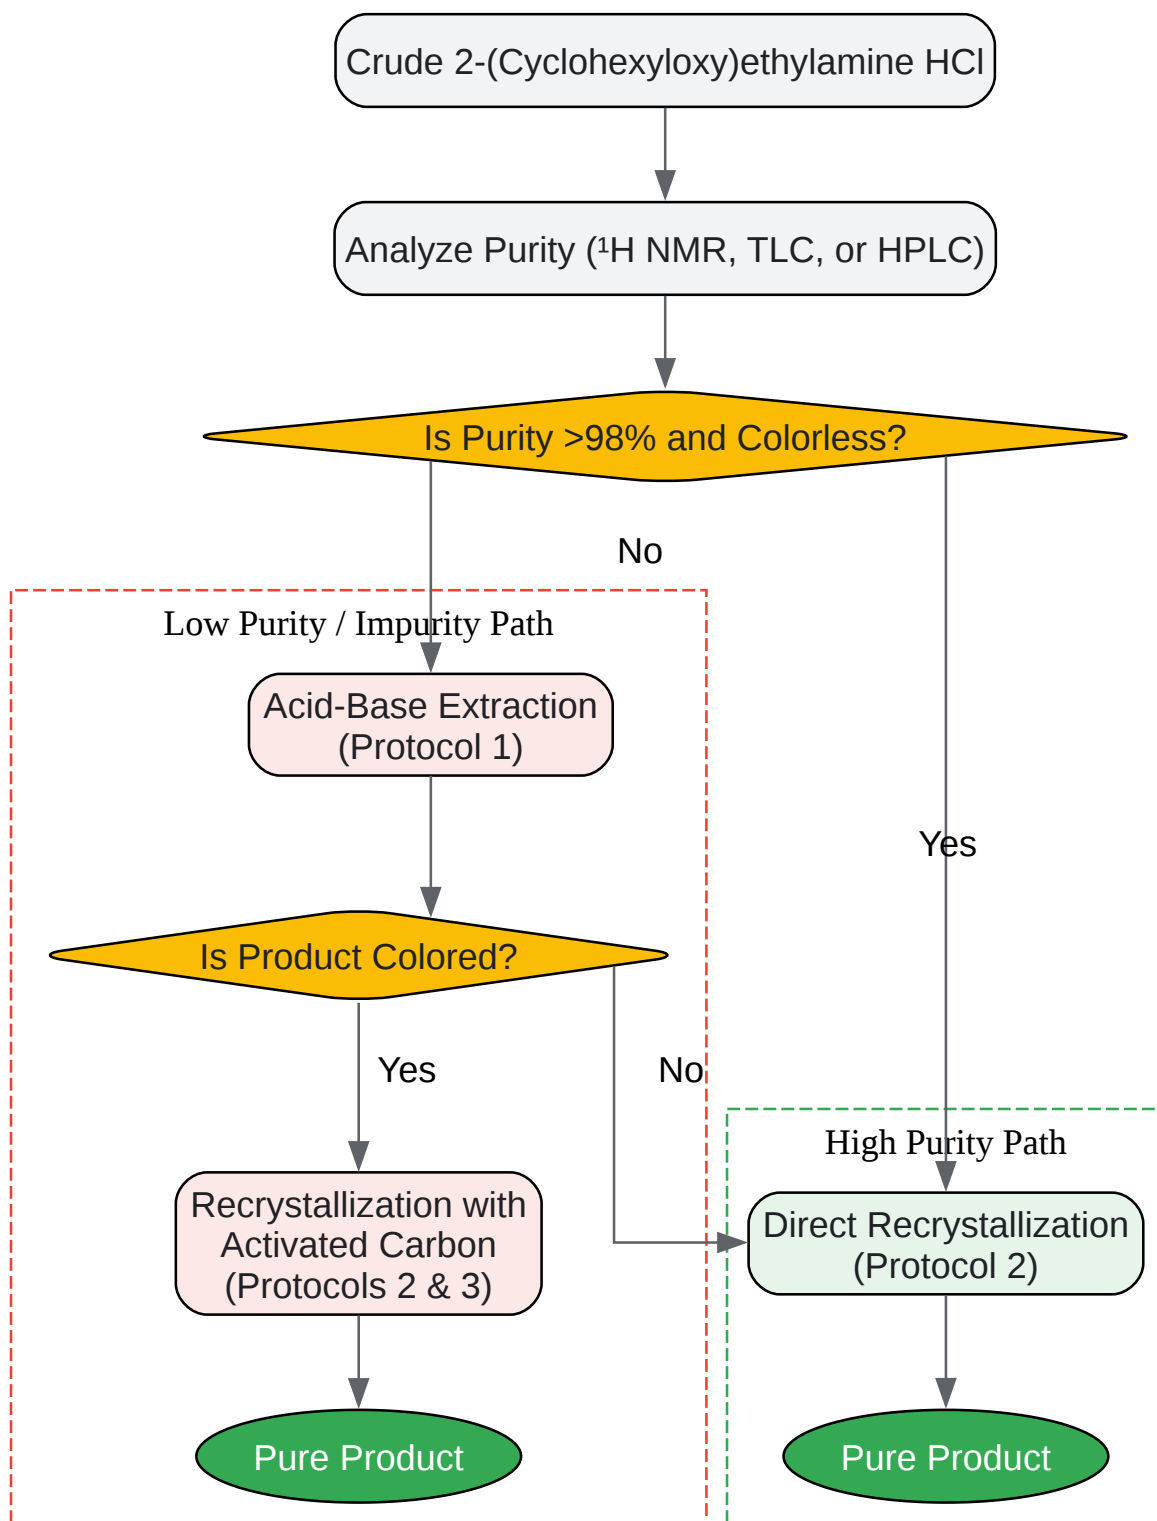 Crude 2-(Cyclohexyloxy)ethylamine HCl
Analyze Purity (¹H NMR, TLC, or HPLC)
Is Purity >98% and Colorless?
No
Low Purity / Impurity Path
Acid-Base Extraction
(Protocol 1)
Yes
Is Product Colored?
Yes
No
High Purity Path
Recrystallization with
Activated Carbon
(Protocols 2 & 3)
Direct Recrystallization
(Protocol 2)
Pure Product
Pure Product